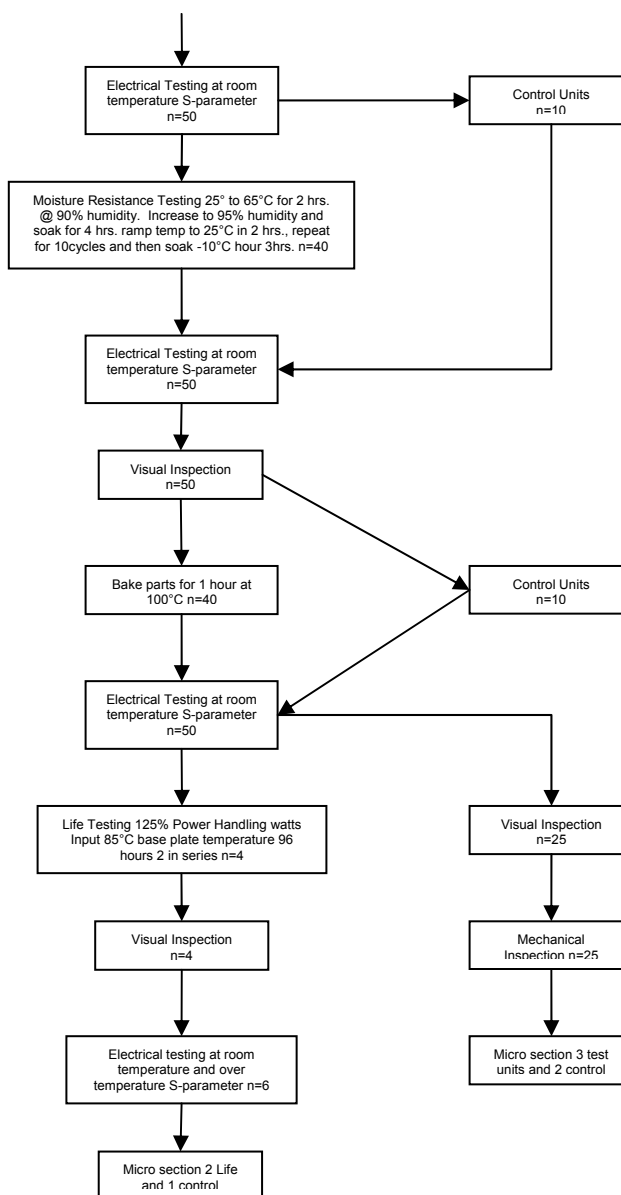 Electrical Testing at room
temperature S-parameter
n=50
Control Units
n=10
Moisture Resistance Testing 25° to 65°C for 2 hrs.
@ 90% humidity. Increase to 95% humidity and
soak for 4 hrs. ramp temp to 25°C in 2 hrs., repeat
for 10cycles and then soak -10°C hour 3hrs. n=40
Electrical Testing at room
temperature S-parameter
n=50
Visual Inspection
n=50
Bake parts for 1 hour at
100°C n=40
Control Units
n=10
Electrical Testing at room
temperature S-parameter
n=50
Life Testing 125% Power Handling watts
Input 85°C base plate temperature 96
hours 2 in series n=4
Visual Inspection
n=25
Visual Inspection
n=4
Mechanical
Inspection n=25
Electrical testing at room
temperature and over
temperature S-parameter n=6
Micro section 3 test
units and 2 control
Micro section 2 Life
and 1 control